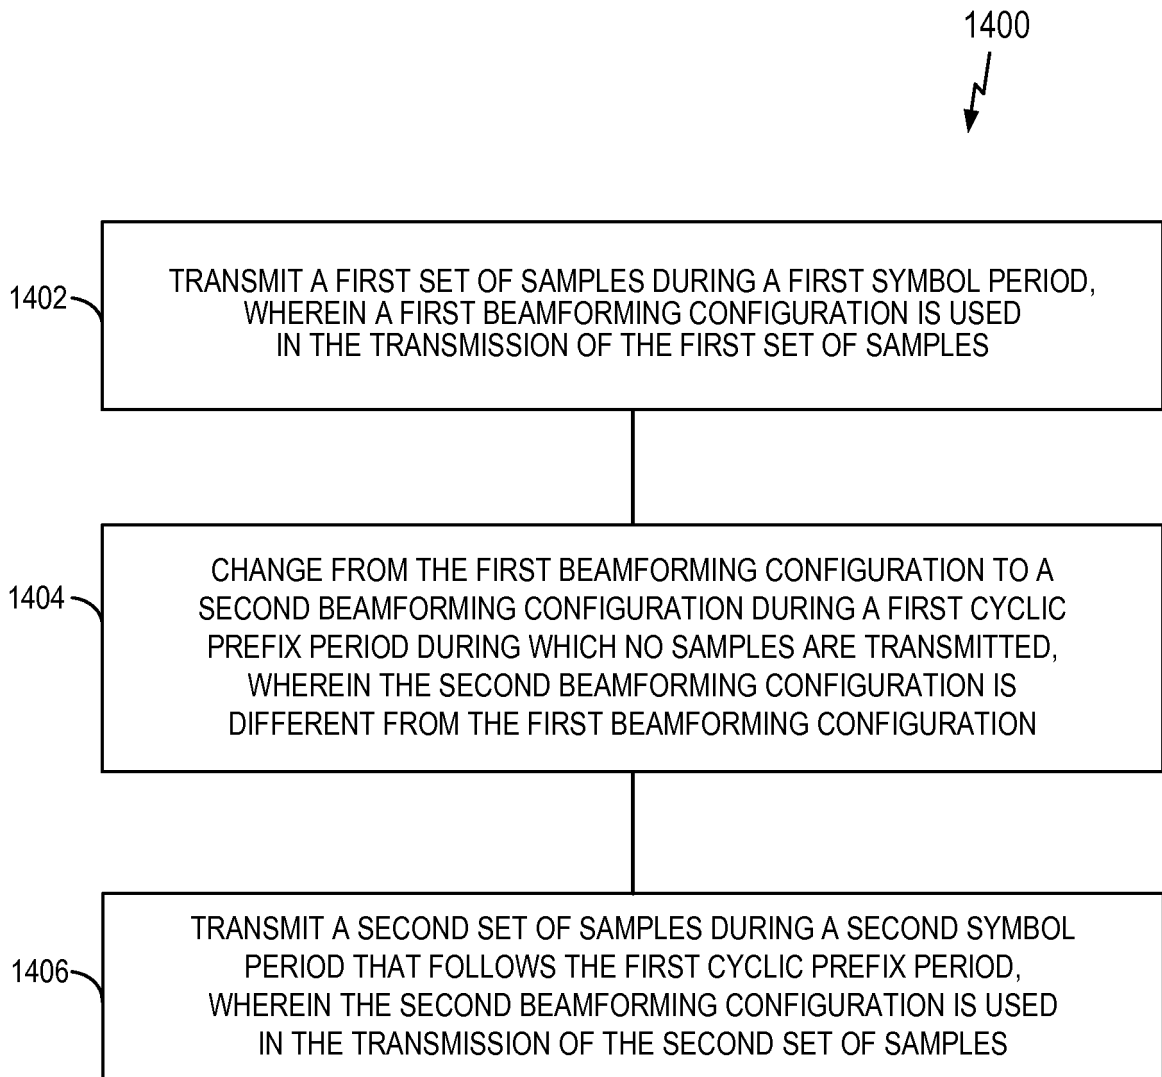 1400
1402
TRANSMIT A FIRST SET OF SAMPLES DURING A FIRST SYMBOL PERIOD,
WHEREIN A FIRST BEAMFORMING CONFIGURATION IS USED
IN THE TRANSMISSION OF THE FIRST SET OF SAMPLES
1404
CHANGE FROM THE FIRST BEAMFORMING CONFIGURATION TO A
SECOND BEAMFORMING CONFIGURATION DURING A FIRST CYCLIC
PREFIX PERIOD DURING WHICH NO SAMPLES ARE TRANSMITTED,
WHEREIN THE SECOND BEAMFORMING CONFIGURATION IS
DIFFERENT FROM THE FIRST BEAMFORMING CONFIGURATION
1406
TRANSMIT A SECOND SET OF SAMPLES DURING A SECOND SYMBOL
PERIOD THAT FOLLOWS THE FIRST CYCLIC PREFIX PERIOD,
WHEREIN THE SECOND BEAMFORMING CONFIGURATION IS USED
IN THE TRANSMISSION OF THE SECOND SET OF SAMPLES